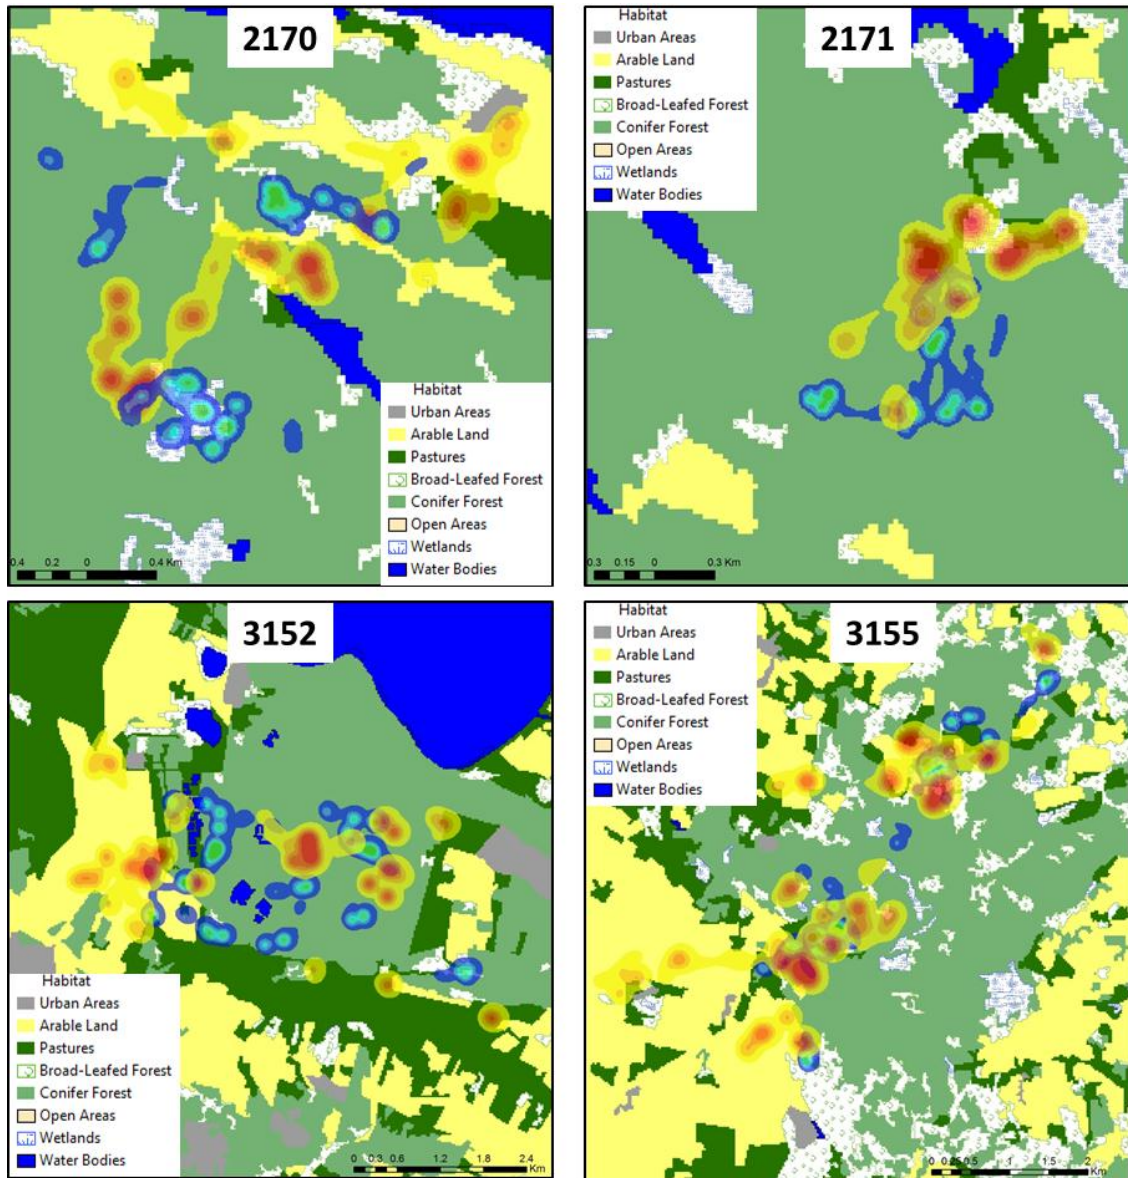 2170
Habitat
Urban Areas
Arable Land
Pastures
Broad-Leafed Forest
Conifer Forest
Open Areas
Wetlands
Water Bodies
0.4 0.2 0 0.4 Km
2171
Habitat
Urban Areas
Arable Land
Pastures
Broad-Leafed Forest
Conifer Forest
Open Areas
Wetlands
Water Bodies
0.3 0.15 0 0.3 Km
3152
Habitat
Urban Areas
Arable Land
Pastures
Broad-Leafed Forest
Conifer Forest
Open Areas
Wetlands
Water Bodies
0 0.3 0.6 1.2 1.8 2.4
Km
3155
Habitat
Urban Areas
Arable Land
Pastures
Broad-Leafed Forest
Conifer Forest
Open Areas
Wetlands
Water Bodies
0 0.25 0.5 1 1.5 2
Km